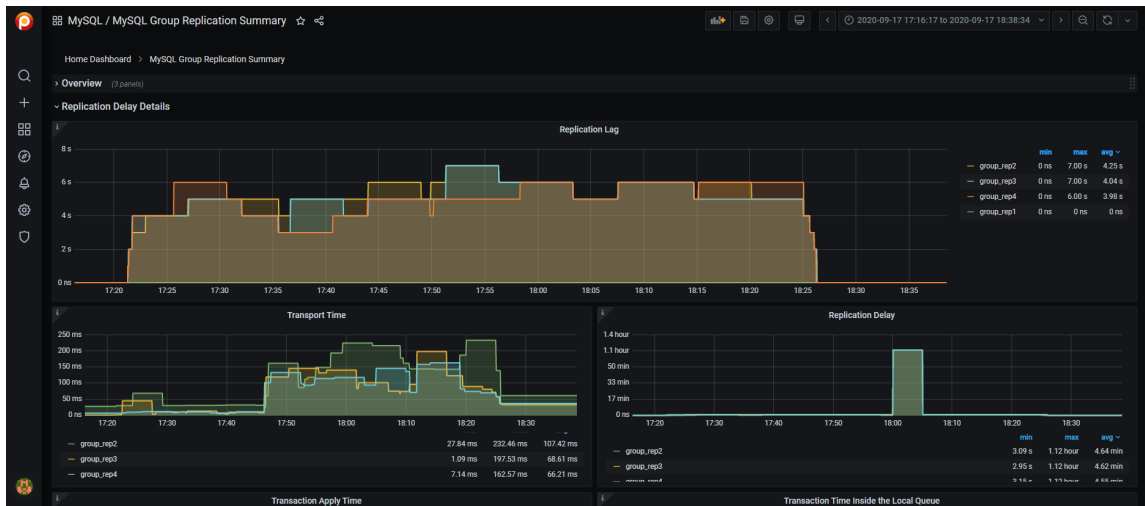 MySQL / MySQL Group Replication Summary
2020-09-17 17:16:17 to 2020-09-17 18:38:34
Home Dashboard > MySQL Group Replication Summary
Overview (3 panels)
Replication Delay Details
Replication Lag
8 s
6 s
4 s
2 s
0 ns
17:20 17:25 17:30 17:35 17:40 17:45 17:50 17:55 18:00 18:05 18:10 18:15 18:20 18:25 18:30 18:35
min max avg
group_rep2 0 ns 7.00 s 4.25 s
group_rep3 0 ns 7.00 s 4.04 s
group_rep4 0 ns 6.00 s 3.98 s
group_rep1 0 ns 0 ns 0 ns
Transport Time
250 ms
200 ms
150 ms
100 ms
50 ms
0 ns
17:20 17:30 17:40 17:50 18:00 18:10 18:20 18:30
group_rep2 27.84 ms 232.46 ms 107.42 ms
group_rep3 1.09 ms 197.53 ms 68.61 ms
group_rep4 7.14 ms 162.57 ms 66.21 ms
Replication Delay
1.4 hour
1.1 hour
50 min
33 min
17 min
0 ns
17:20 17:30 17:40 17:50 18:00 18:10 18:20 18:30
min max avg
group_rep2 3.09 s 1.12 hour 4.64 min
group_rep3 2.95 s 1.12 hour 4.62 min
group_rep4 3.15 s 1.12 hour 4.55 min
Transaction Apply Time
Transaction Time Inside the Local Queue